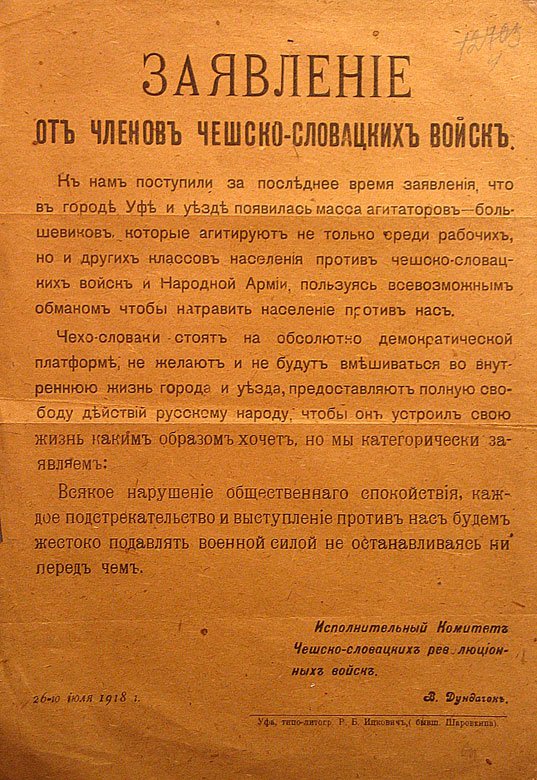 12703
ЗАЯВЛЕНІЕ
ОТЪ ЧЛЕНОВЪ ЧЕШСКО-СЛОВАЦКИХЪ ВОЙСКЪ.
Къ намъ поступили за послѣднее время заявленія, что
въ городѣ Уфѣ и уѣздѣ появилась масса агитаторовъ—боль-
шевиковъ. которые агитируютъ не только среди рабочихъ,
но и другихъ классовъ населенія противъ чешско-словац-
кихъ войскъ и Народной Арміи, пользуясь всевозможнымъ
обманомъ чтобы натравить населеніе противъ насъ.
Чехо-словаки стоятъ на обсолютно демократической
платформѣ, не желаютъ и не будутъ вмѣшиваться во внут-
реннюю жизнь города и уѣзда, предоставляютъ полную сво-
боду дѣйствій русскому народу, чтобы онъ устроилъ свою
жизнь какимъ образомъ хочетъ, но мы категорически за-
являемъ:
Всякое нарушеніе общественнаго спокойствія, каж-
дое подстрекательство и выступленіе противъ насъ будемъ
жестоко подавлять военной силой не останавливаясь ни
передъ чемъ.
Исполнительный Комитетъ
Чешско-словацкихъ революціон-
ныхъ войскъ.
26-го іюля 1918 г.
В. Дундачекъ.
Уфа, типо-литогр. Р. Б. Ицковичъ,( бывш. Шаровкина).